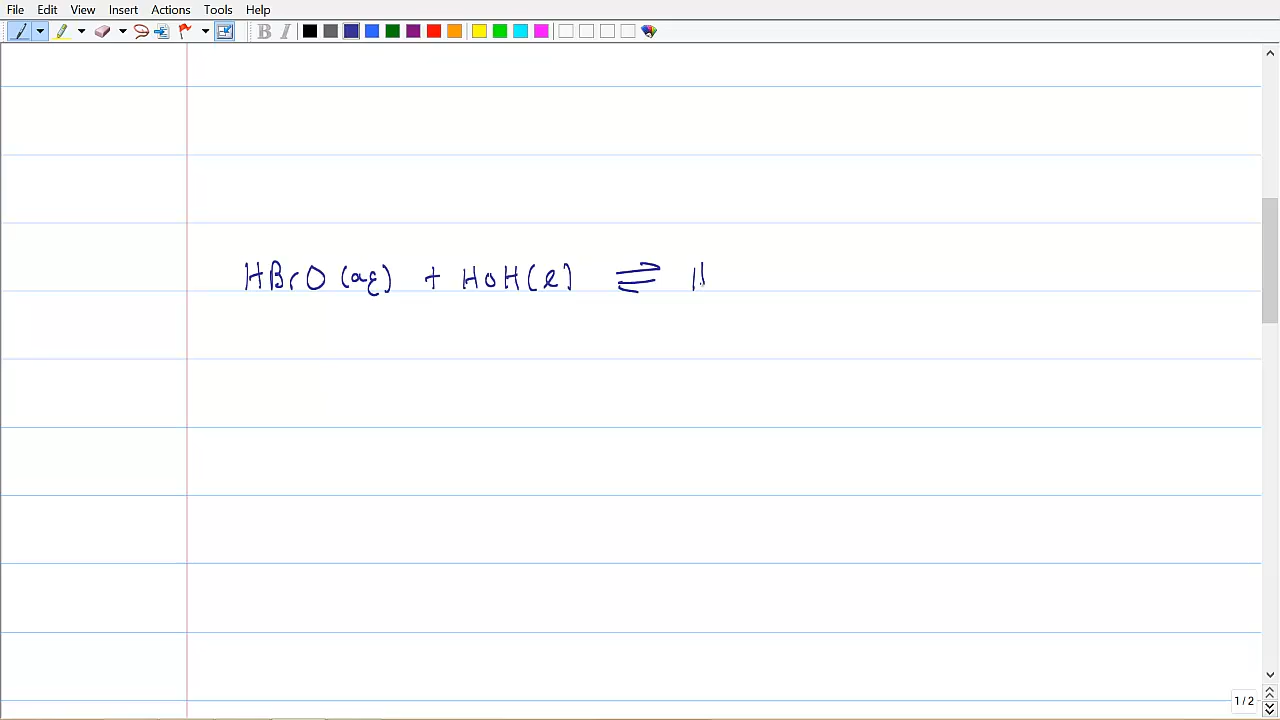 File Edit View Insert Actions Tools Help
B I
HBrO (aq) + HOH(l) ⇌
1 / 2